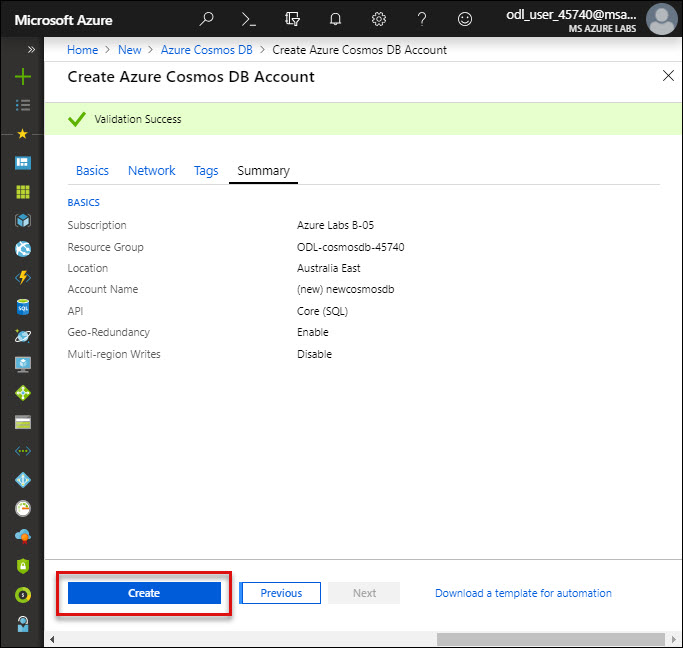 Microsoft Azure
odl_user_45740@msa...
MS AZURE LABS
Home > New > Azure Cosmos DB > Create Azure Cosmos DB Account
Create Azure Cosmos DB Account
Validation Success
Basics Network Tags Summary
BASICS
Subscription Azure Labs B-05
Resource Group ODL-cosmosdb-45740
Location Australia East
Account Name (new) newcosmosdb
API Core (SQL)
Geo-Redundancy Enable
Multi-region Writes Disable
Create Previous Next Download a template for automation